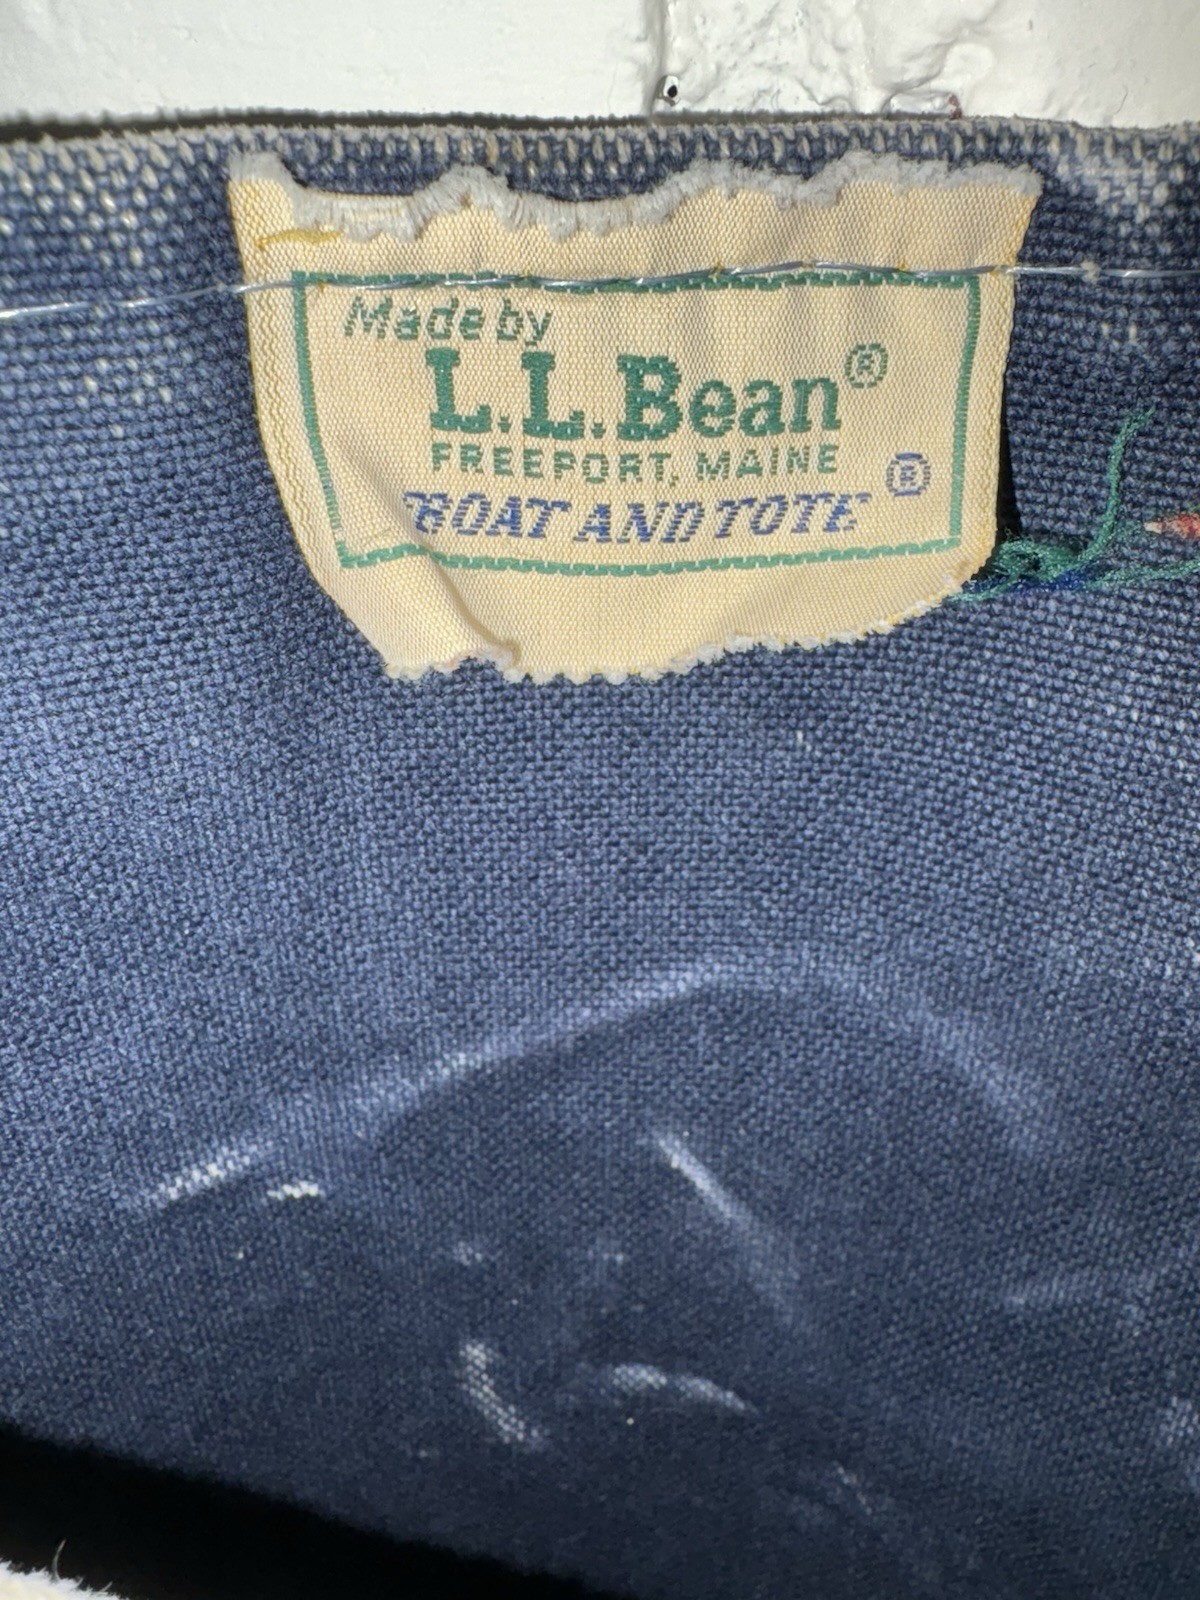 Made by
L.L.Bean®
FREEPORT, MAINE
BOAT AND TOTE ®